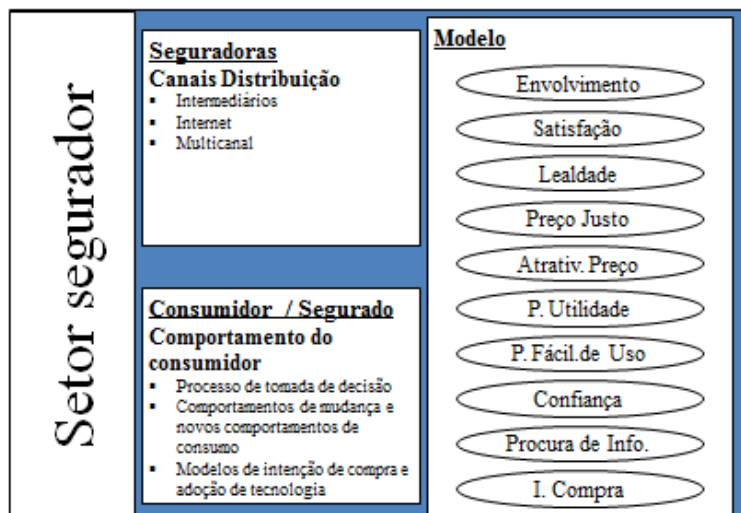 Setor segurador
Seguradoras
Canais Distribuição
▪ Intermediários
▪ Internet
▪ Multicanal
Consumidor / Segurado
Comportamento do
consumidor
▪ Processo de tomada de decisão
▪ Comportamentos de mudança e
novos comportamentos de
consumo
▪ Modelos de intenção de compra e
adoção de tecnologia
Modelo
Envolvimento
Satisfação
Lealdade
Preço Justo
Atrativ. Preço
P. Utilidade
P. Fácil.de Uso
Confiança
Procura de Info.
I. Compra